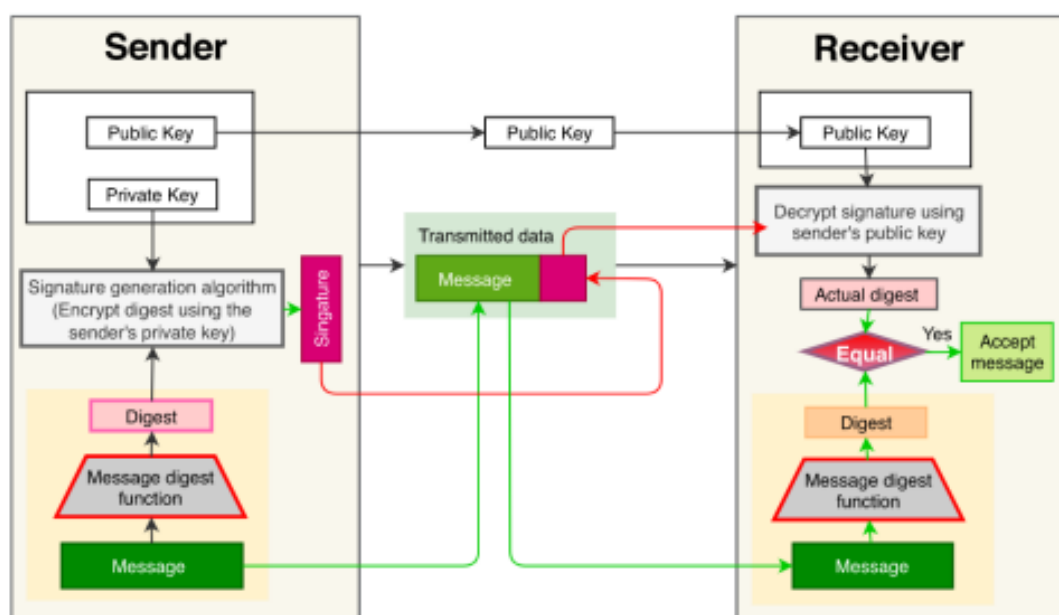 Sender
Public Key
Private Key
Signature generation algorithm
(Encrypt digest using the
sender's private key)
Singature
Digest
Message digest
function
Message
Public Key
Transmitted data
Message
Receiver
Public Key
Decrypt signature using
sender's public key
Actual digest
Equal
Yes
Accept
message
Digest
Message digest
function
Message